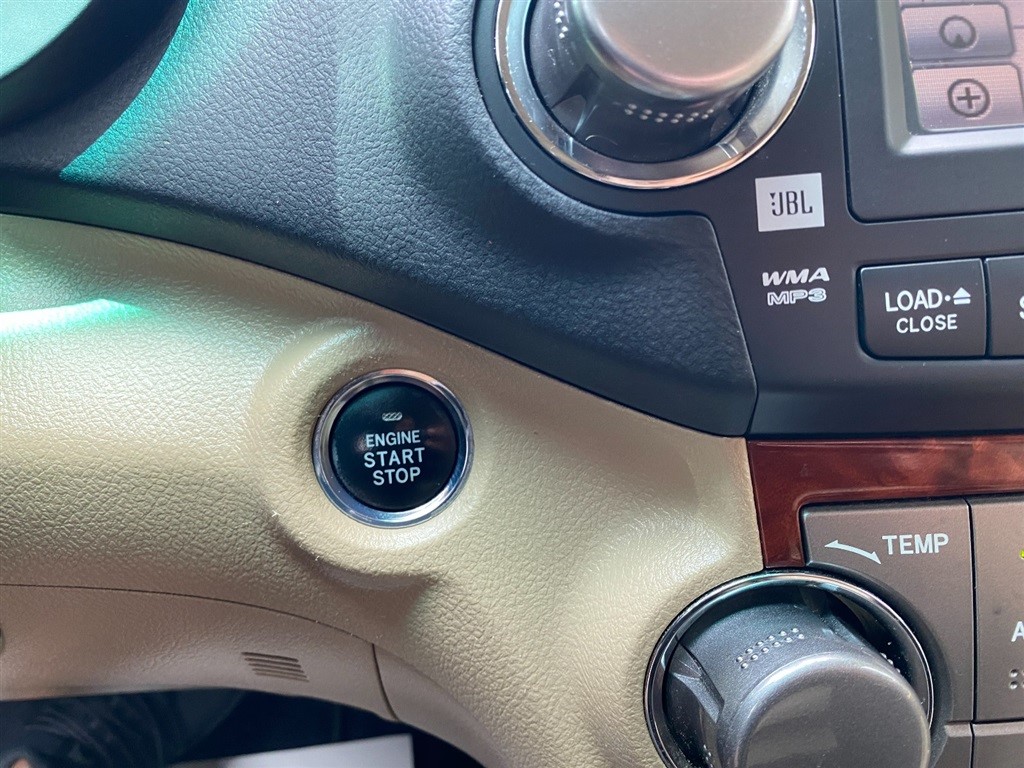 JBL
WMA
MP3
LOAD·⏏
CLOSE
ENGINE
START
STOP
TEMP